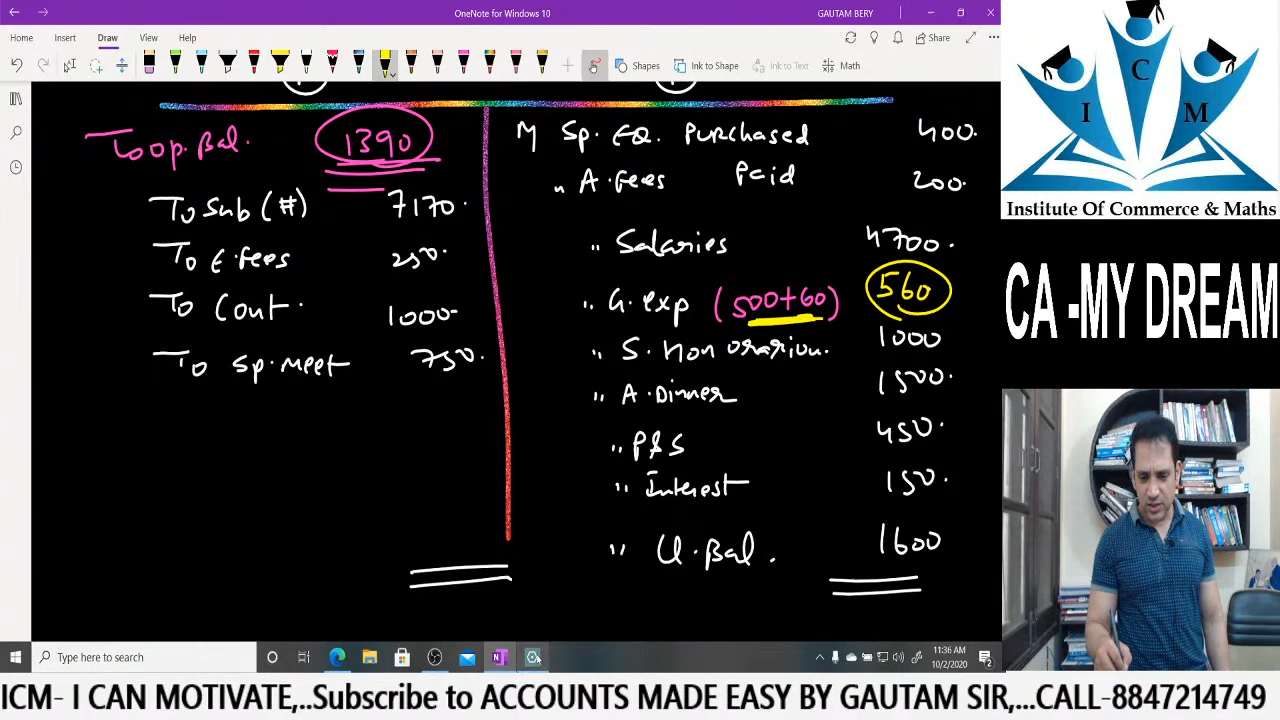 OneNote for Windows 10
GAUTAM BERY
Home Insert Draw View Help
Share
Shapes
Ink to Shape
Ink to Text
Math
To op. Bal. 1390
To Sub (#) 7170.
To E.Fees 250.
To Cont. 1000
To Sp. Meet 750.
By Sp. EQ. Purchased 400.
" A. Fees Paid 200.
" Salaries 4700.
" G. exp (500+60) 560
" S. Honorarium. 1000
" A. Dinner 1500.
" P&S 450.
" Interest 150.
" U. Bal. 1600
I C M
Institute Of Commerce & Maths
CA -MY DREAM
Type here to search
11:36 AM
10/2/2020
2
ICM- I CAN MOTIVATE,..Subscribe to ACCOUNTS MADE EASY BY GAUTAM SIR,...CALL-8847214749